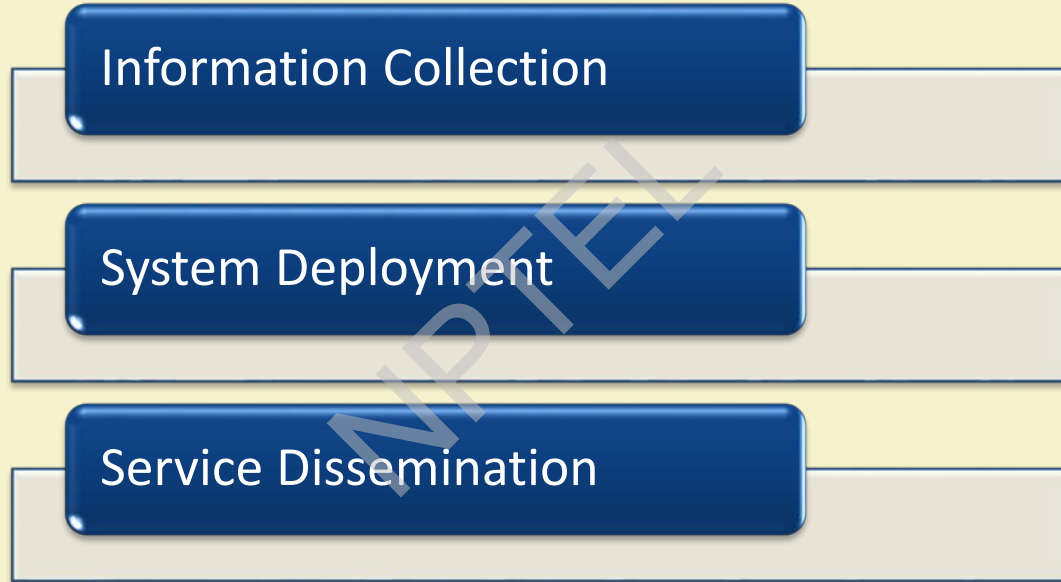 Information Collection
System Deployment
Service Dissemination
NPTEL